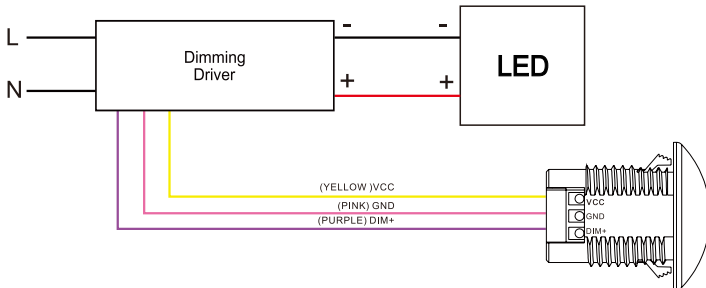 L
N
Dimming
Driver
- -
+ +
LED
(YELLOW )VCC
(PINK) GND
(PURPLE) DIM+
VCC
GND
DIM+